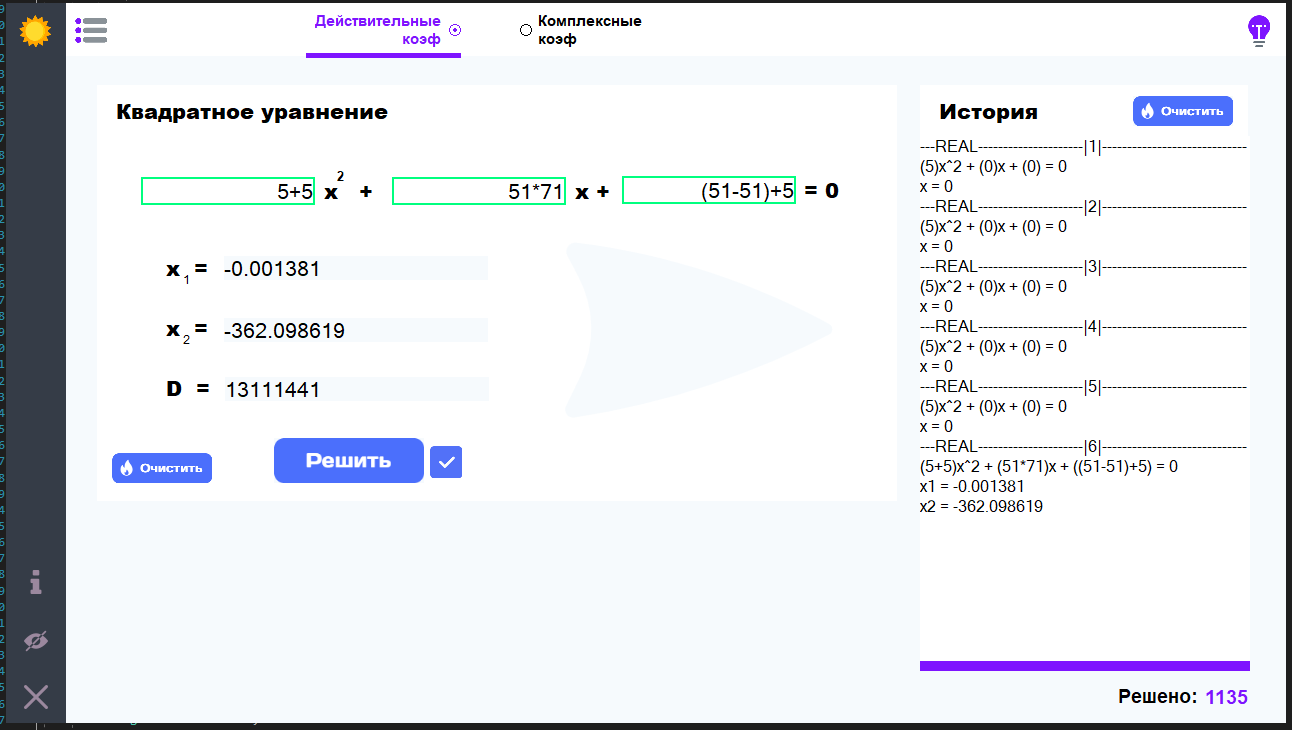 Действительные
коэф
Комплексные
коэф
Квадратное уравнение
5+5 x 2 + 51*71 x + (51-51)+5 = 0
x 1 = -0.001381
x 2 = -362.098619
D = 13111441
Очистить
Решить
История
Очистить
---REAL---------------------|1|-----------------------------
(5)x^2 + (0)x + (0) = 0
x = 0
---REAL---------------------|2|-----------------------------
(5)x^2 + (0)x + (0) = 0
x = 0
---REAL---------------------|3|-----------------------------
(5)x^2 + (0)x + (0) = 0
x = 0
---REAL---------------------|4|-----------------------------
(5)x^2 + (0)x + (0) = 0
x = 0
---REAL---------------------|5|-----------------------------
(5)x^2 + (0)x + (0) = 0
x = 0
---REAL---------------------|6|-----------------------------
(5+5)x^2 + (51*71)x + ((51-51)+5) = 0
x1 = -0.001381
x2 = -362.098619
Решено: 1135